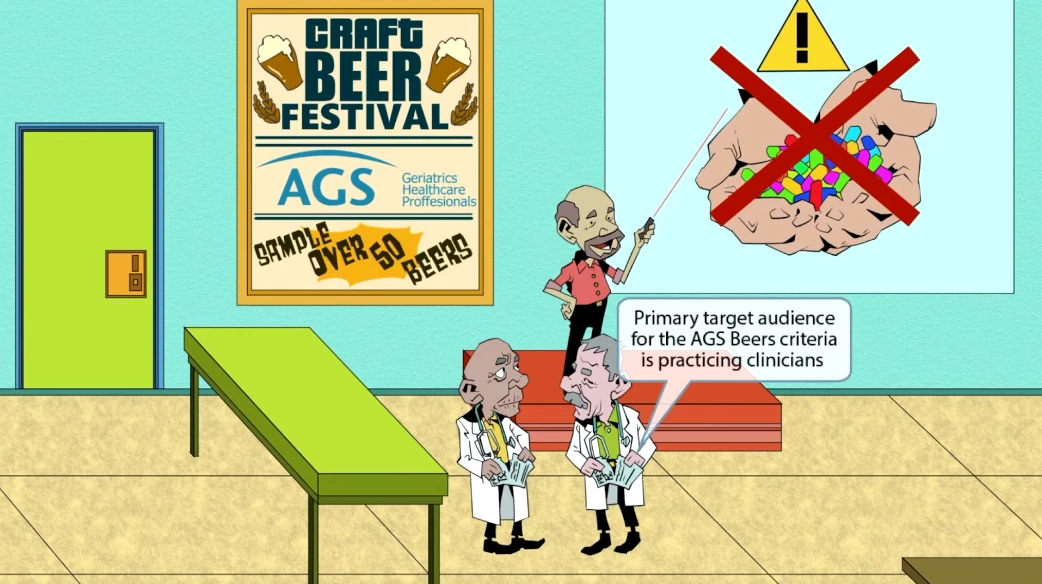 CRAFT
BEER
FESTIVAL
AGS
Geriatrics
Healthcare
Proffesionals
SAMPLE
OVER 50
BEERS
!
Primary target audience
for the AGS Beers criteria
is practicing clinicians